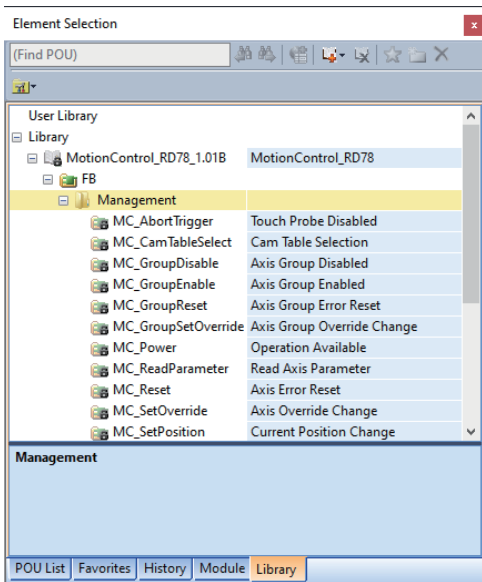 Element Selection
x
(Find POU)
User Library
Library
MotionControl_RD78_1.01B MotionControl_RD78
FB
Management
MC_AbortTrigger Touch Probe Disabled
MC_CamTableSelect Cam Table Selection
MC_GroupDisable Axis Group Disabled
MC_GroupEnable Axis Group Enabled
MC_GroupReset Axis Group Error Reset
MC_GroupSetOverride Axis Group Override Change
MC_Power Operation Available
MC_ReadParameter Read Axis Parameter
MC_Reset Axis Error Reset
MC_SetOverride Axis Override Change
MC_SetPosition Current Position Change
Management
POU List Favorites History Module Library